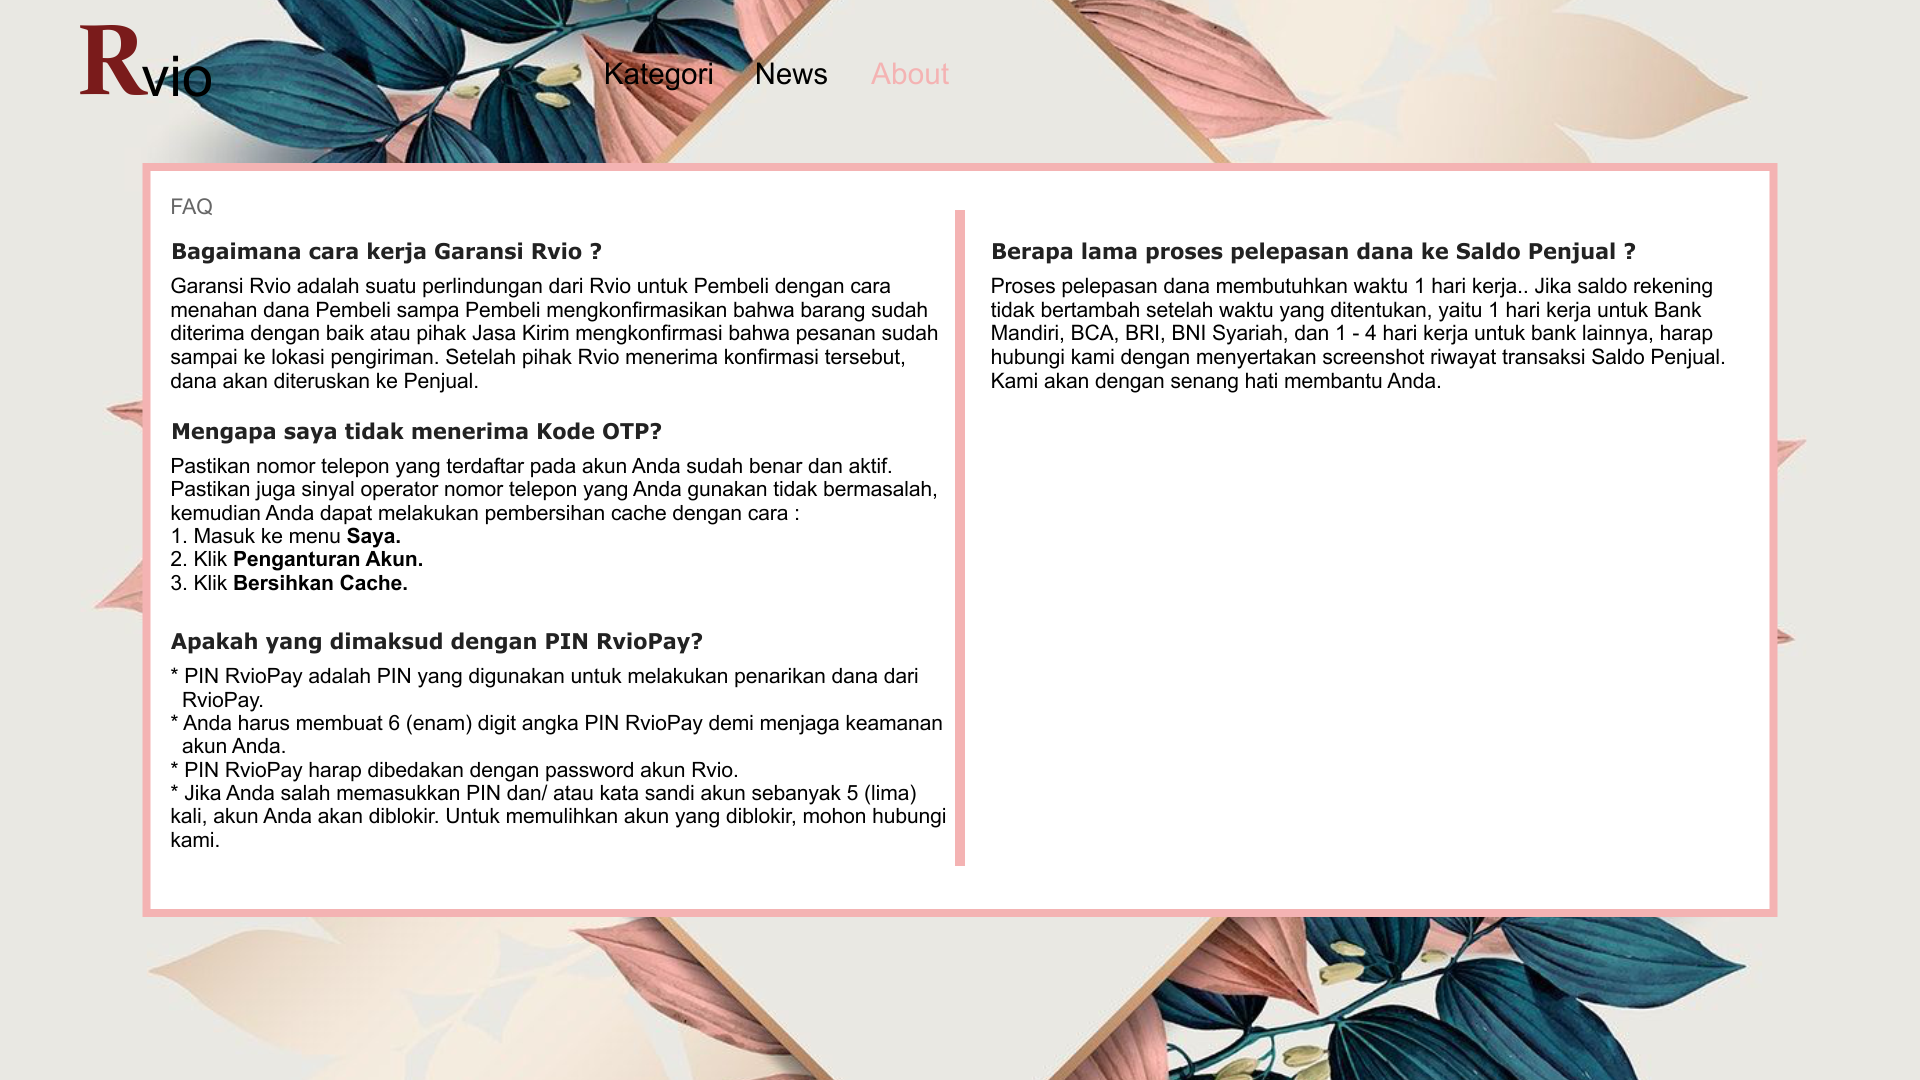 Rvio
Kategori News About
FAQ
Bagaimana cara kerja Garansi Rvio ?
Garansi Rvio adalah suatu perlindungan dari Rvio untuk Pembeli dengan cara
menahan dana Pembeli sampa Pembeli mengkonfirmasikan bahwa barang sudah
diterima dengan baik atau pihak Jasa Kirim mengkonfirmasi bahwa pesanan sudah
sampai ke lokasi pengiriman. Setelah pihak Rvio menerima konfirmasi tersebut,
dana akan diteruskan ke Penjual.
Mengapa saya tidak menerima Kode OTP?
Pastikan nomor telepon yang terdaftar pada akun Anda sudah benar dan aktif.
Pastikan juga sinyal operator nomor telepon yang Anda gunakan tidak bermasalah,
kemudian Anda dapat melakukan pembersihan cache dengan cara :
1. Masuk ke menu Saya.
2. Klik Penganturan Akun.
3. Klik Bersihkan Cache.
Apakah yang dimaksud dengan PIN RvioPay?
* PIN RvioPay adalah PIN yang digunakan untuk melakukan penarikan dana dari
RvioPay.
* Anda harus membuat 6 (enam) digit angka PIN RvioPay demi menjaga keamanan
akun Anda.
* PIN RvioPay harap dibedakan dengan password akun Rvio.
* Jika Anda salah memasukkan PIN dan/ atau kata sandi akun sebanyak 5 (lima)
kali, akun Anda akan diblokir. Untuk memulihkan akun yang diblokir, mohon hubungi
kami.
Berapa lama proses pelepasan dana ke Saldo Penjual ?
Proses pelepasan dana membutuhkan waktu 1 hari kerja.. Jika saldo rekening
tidak bertambah setelah waktu yang ditentukan, yaitu 1 hari kerja untuk Bank
Mandiri, BCA, BRI, BNI Syariah, dan 1 - 4 hari kerja untuk bank lainnya, harap
hubungi kami dengan menyertakan screenshot riwayat transaksi Saldo Penjual.
Kami akan dengan senang hati membantu Anda.